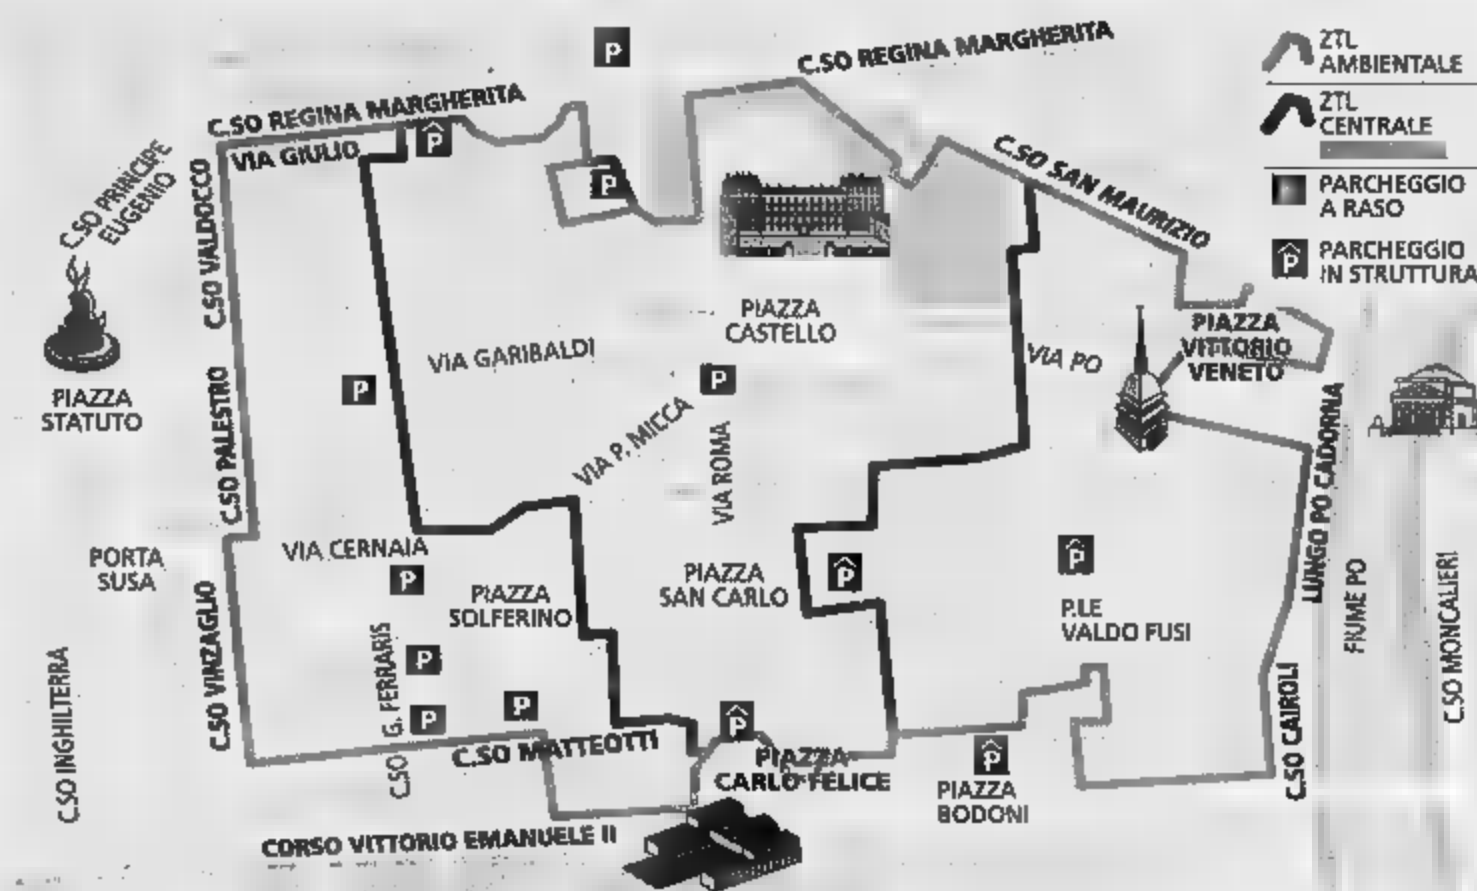 P
C.SO REGINA MARGHERITA
ZTL
AMBIENTALE
ZTL
CENTRALE
PARCHEGGIO
A RASO
P
PARCHEGGIO
IN STRUTTURA
C.SO REGINA MARGHERITA
P
VIA GIULIO
C.SO PRINCIPE
EUGENIO
C.SO VALDOCCO
P
C.SO SAN MAURIZIO
PIAZZA
CASTELLO
PIAZZA
VITTORIO
VENETO
VIA GARIBALDI
VIA PO
PIAZZA
STATUTO
P
P
C.SO PALESTRO
VIA P. MICCA
VIA ROMA
LUNGO PO CADORNA
PORTA
SUSA
VIA CERNAIA
P
PIAZZA
SOLFERINO
PIAZZA
SAN CARLO
P
P
P.LE
VALDO FUSI
FIUME PO
C.SO MONCALIERI
C.SO INGHILTERRA
C.SO VINZAGLIO
C.SO G. FERRARIS
P
P
P
C.SO MATTEOTTI
P
PIAZZA
CARLO FELICE
P
PIAZZA
BODONI
C.SO CAIROLI
CORSO VITTORIO EMANUELE II